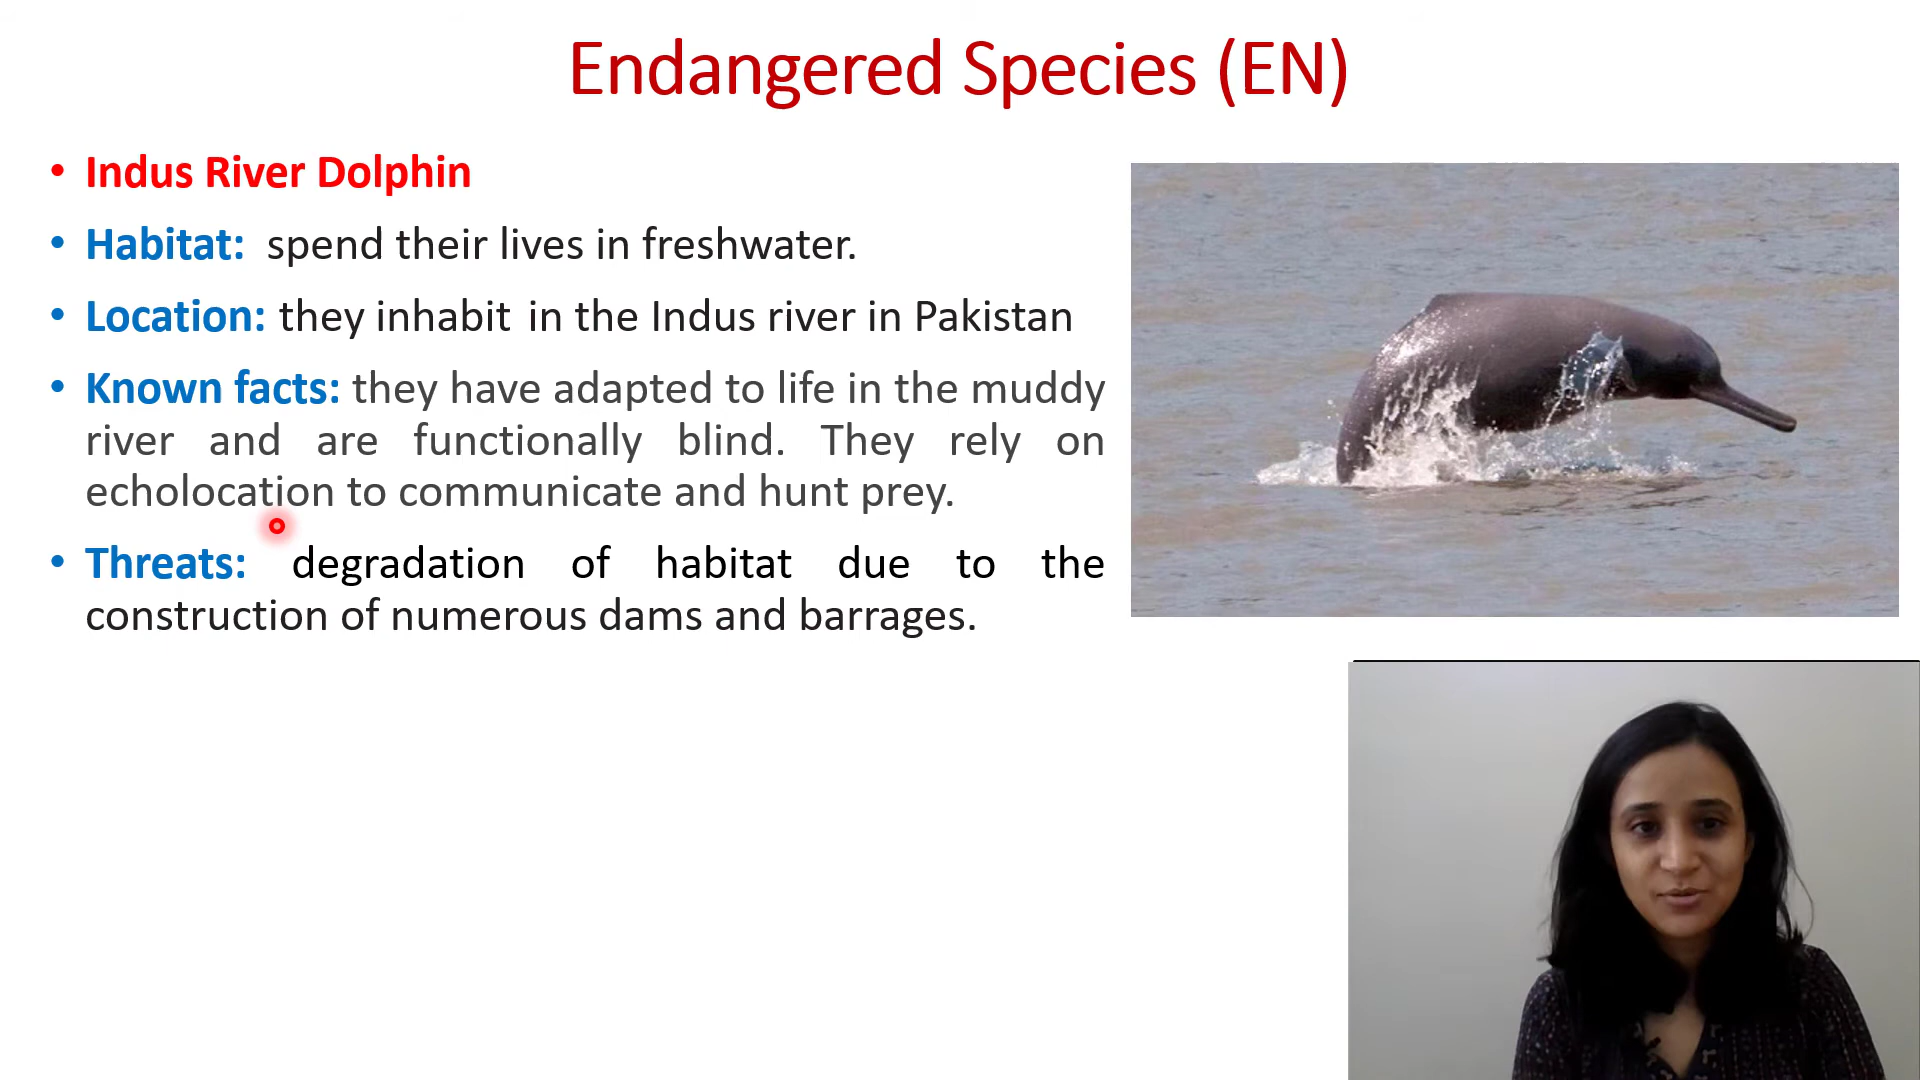 Endangered Species (EN)
• Indus River Dolphin
• Habitat: spend their lives in freshwater.
• Location: they inhabit in the Indus river in Pakistan
• Known facts: they have adapted to life in the muddy
river and are functionally blind. They rely on
echolocation to communicate and hunt prey.
• Threats: degradation of habitat due to the
construction of numerous dams and barrages.